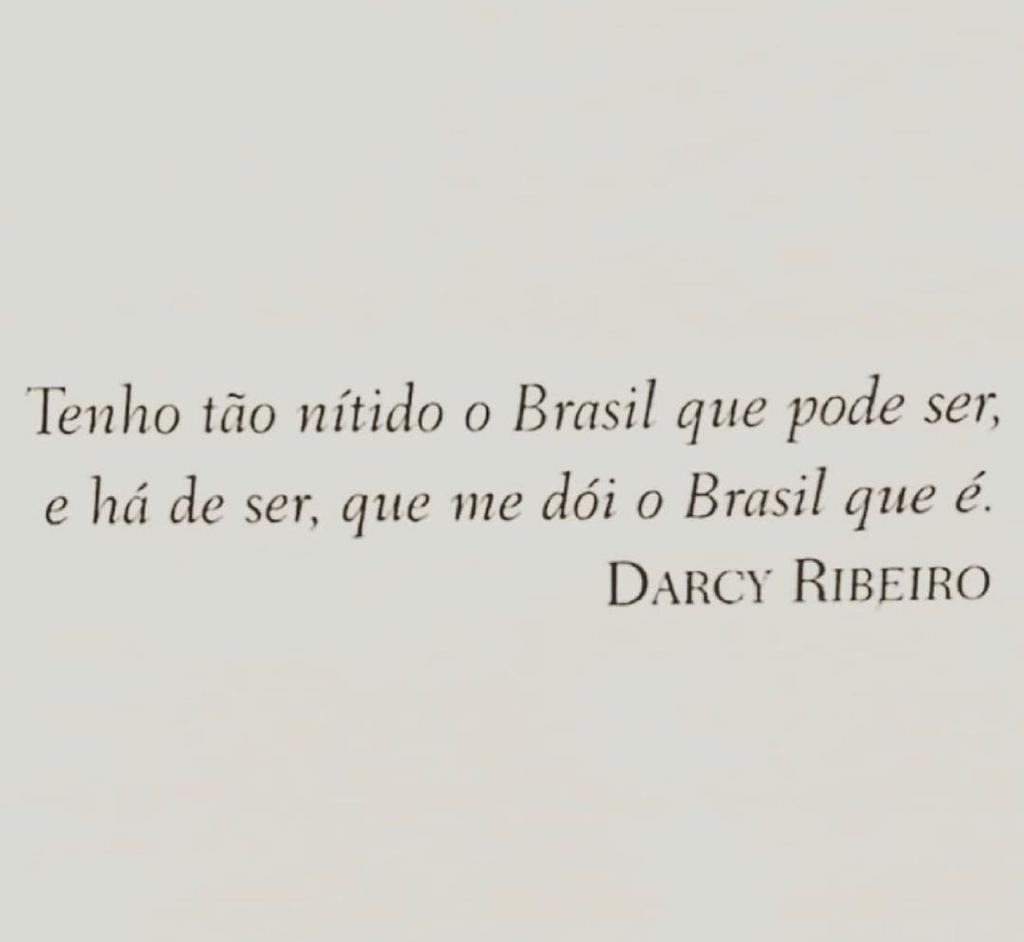 Tenho tão nítido o Brasil que pode ser,
e há de ser, que me dói o Brasil que é.
DARCY RIBEIRO